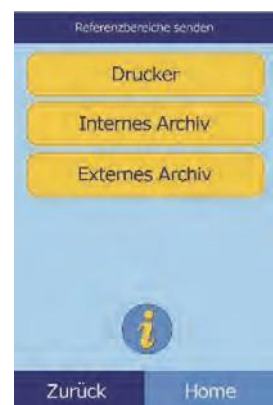 Referenzbereiche senden
Drucker
Internes Archiv
Externes Archiv
i
Zurück Home